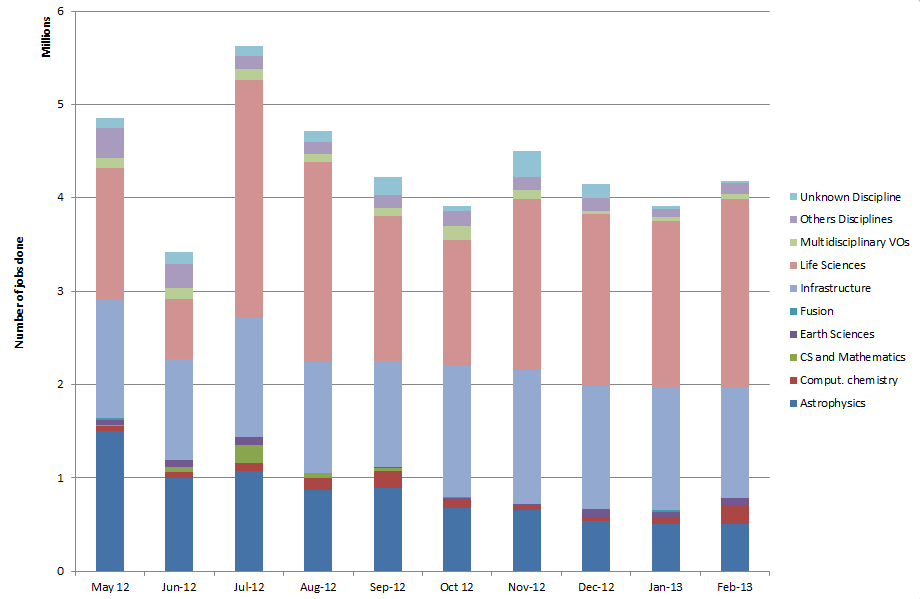 Millions
Number of jobs done
6
5
4
3
2
1
0
May 12 Jun-12 Jul-12 Aug-12 Sep-12 Oct 12 Nov-12 Dec-12 Jan-13 Feb-13
Unknown Discipline
Others Disciplines
Multidisciplinary VOs
Life Sciences
Infrastructure
Fusion
Earth Sciences
CS and Mathematics
Comput. chemistry
Astrophysics